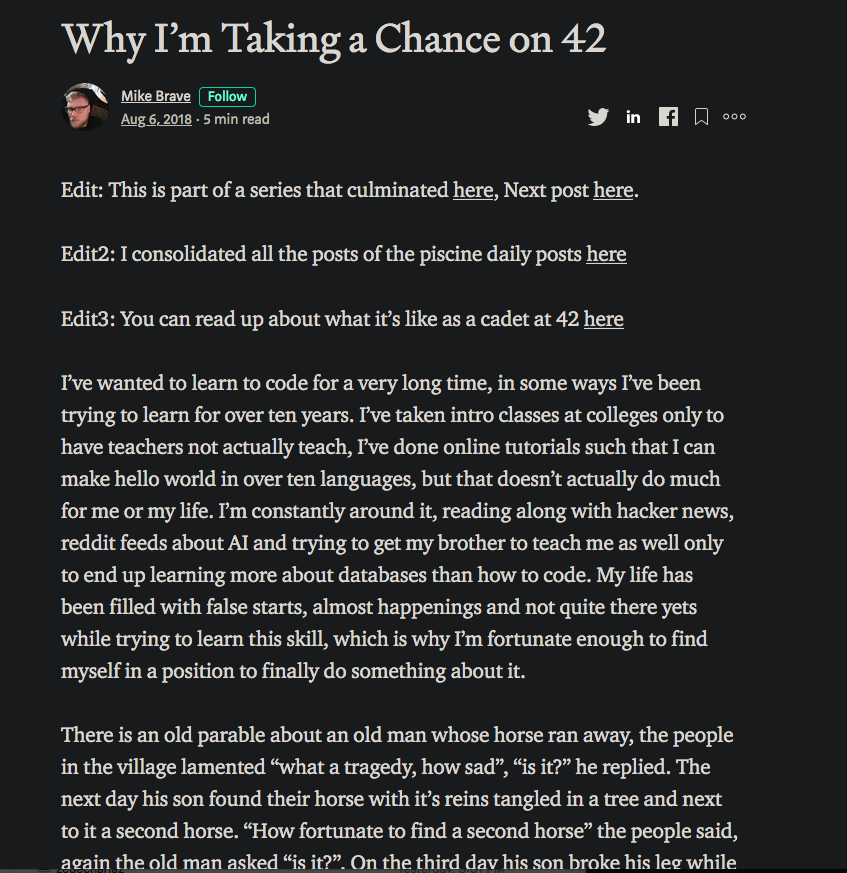 Why I’m Taking a Chance on 42
Mike Brave Follow
Aug 6, 2018 · 5 min read
Edit: This is part of a series that culminated here, Next post here.
Edit2: I consolidated all the posts of the piscine daily posts here
Edit3: You can read up about what it’s like as a cadet at 42 here
I’ve wanted to learn to code for a very long time, in some ways I’ve been
trying to learn for over ten years. I’ve taken intro classes at colleges only to
have teachers not actually teach, I’ve done online tutorials such that I can
make hello world in over ten languages, but that doesn’t actually do much
for me or my life. I’m constantly around it, reading along with hacker news,
reddit feeds about AI and trying to get my brother to teach me as well only
to end up learning more about databases than how to code. My life has
been filled with false starts, almost happenings and not quite there yets
while trying to learn this skill, which is why I’m fortunate enough to find
myself in a position to finally do something about it.
There is an old parable about an old man whose horse ran away, the people
in the village lamented “what a tragedy, how sad”, “is it?” he replied. The
next day his son found their horse with it’s reins tangled in a tree and next
to it a second horse. “How fortunate to find a second horse” the people said,
again the old man asked “is it?”. On the third day his son broke his leg while